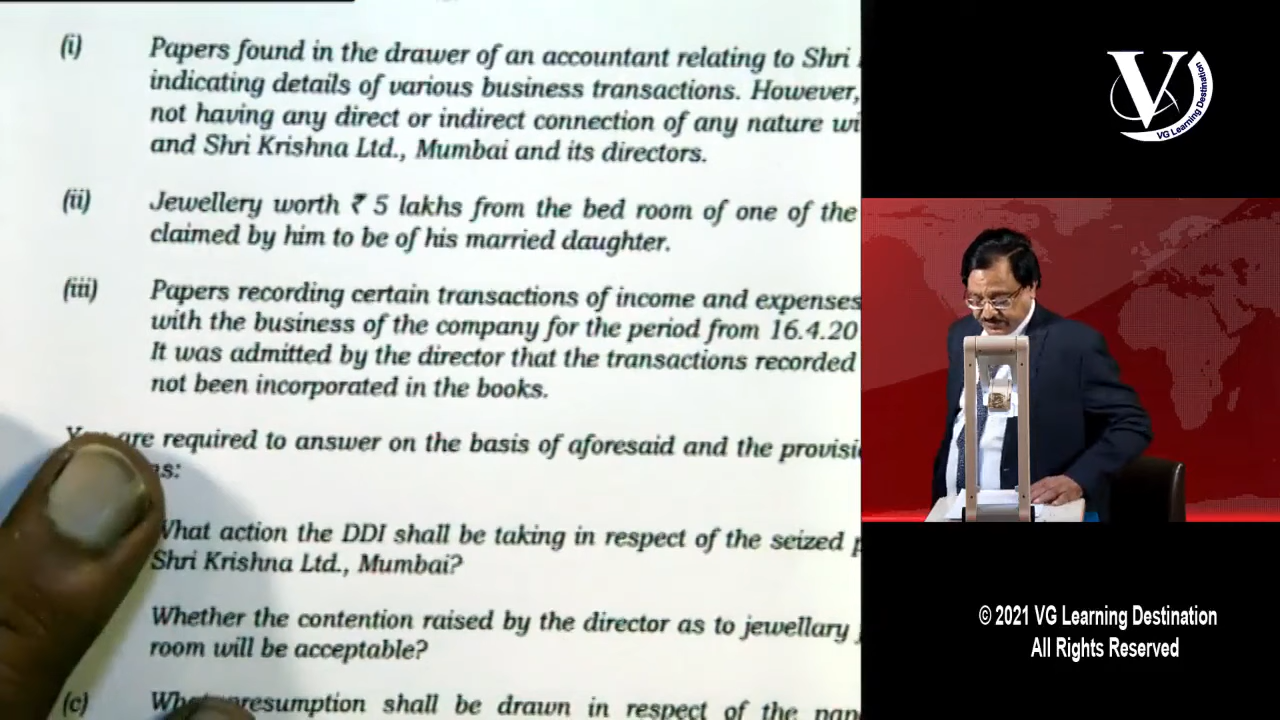 (i) Papers found in the drawer of an accountant relating to Shri
indicating details of various business transactions. However,
not having any direct or indirect connection of any nature wi
and Shri Krishna Ltd., Mumbai and its directors.
(ii) Jewellery worth ₹ 5 lakhs from the bed room of one of the
claimed by him to be of his married daughter.
(iii) Papers recording certain transactions of income and expenses
with the business of the company for the period from 16.4.20
It was admitted by the director that the transactions recorded
not been incorporated in the books.
are required to answer on the basis of aforesaid and the provisi
as:
What action the DDI shall be taking in respect of the seized p
Shri Krishna Ltd., Mumbai?
Whether the contention raised by the director as to jewellary
room will be acceptable?
(c) presumption shall be drawn in respect of the pap
V
VG Learning Destination
© 2021 VG Learning Destination
All Rights Reserved